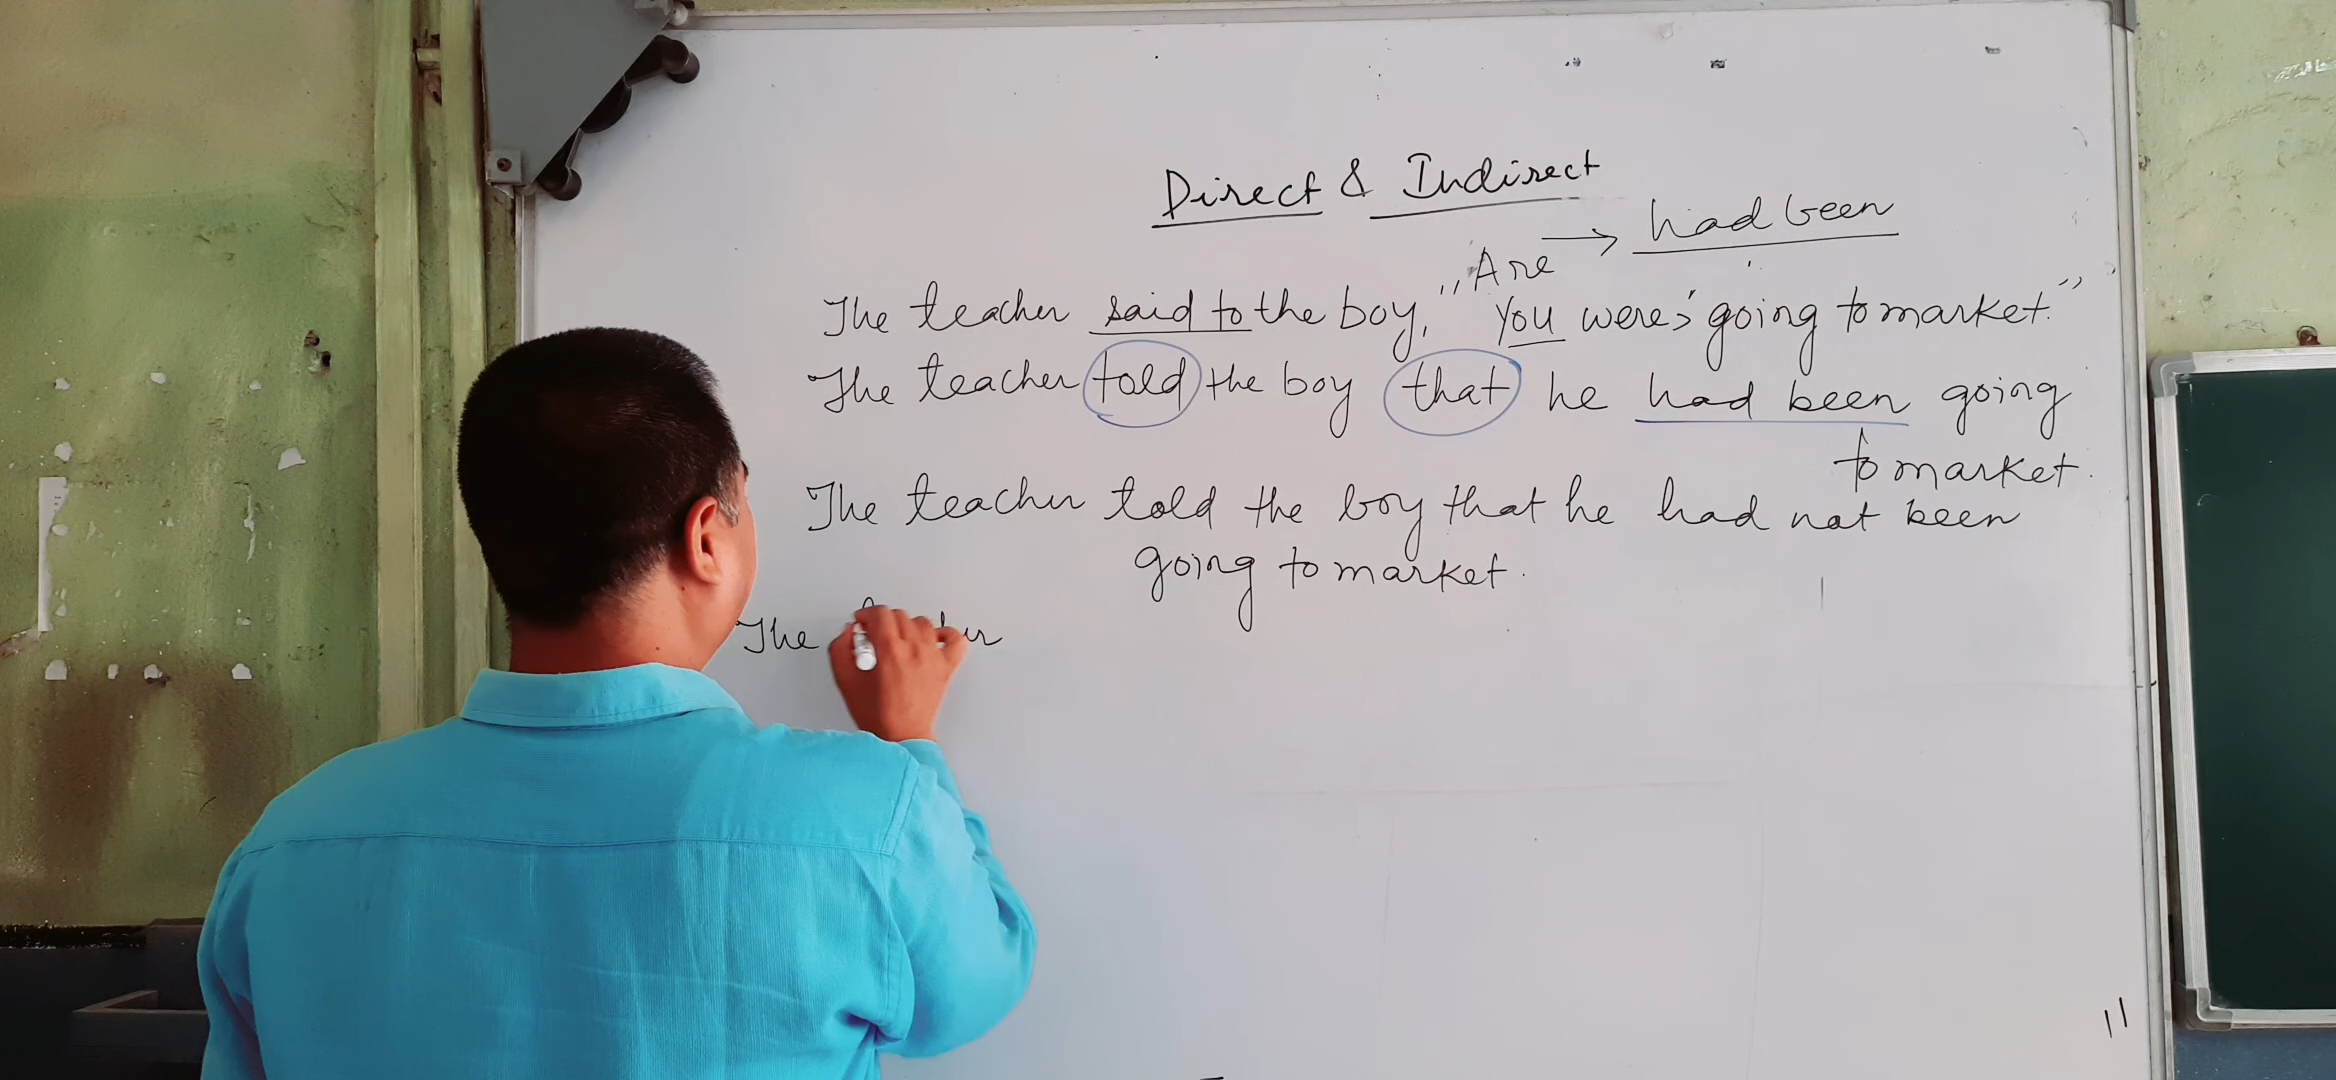 Direct & Indirect
Are → had been
The teacher said to the boy, " You were going to market."
The teacher told the boy that he had been going
to market.
The teacher told the boy that he had not been
going to market.
The